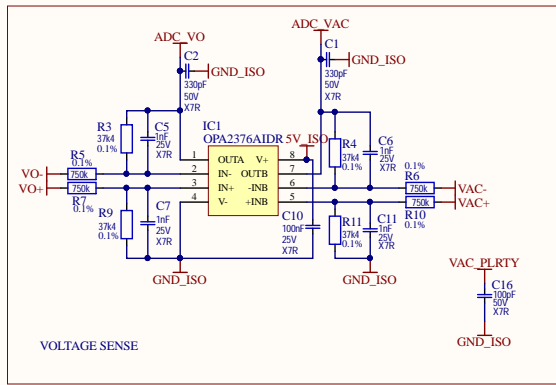 ADC_VO
ADC_VAC
C2
GND_ISO
330pF
50V
X7R
C1
GND_ISO
330pF
50V
X7R
R3
37k4
0.1%
C5
1nF
25V
X7R
IC1
OPA2376AIDR
5V_ISO
R4
37k4
0.1%
C6
1nF
25V
X7R
R5
0.1%
VO-
750k
VO+
750k
R7
0.1%
1
OUTA
V+
8
2
IN-
OUTB
7
3
IN+
-INB
6
4
V-
+INB
5
0.1%
R6
750k
VAC-
750k
VAC+
R10
0.1%
R9
37k4
0.1%
C7
1nF
25V
X7R
C10
100nF
25V
X7R
R11
37k4
0.1%
C11
1nF
25V
X7R
GND_ISO
GND_ISO
VAC_PLRTY
C16
100pF
50V
X7R
GND_ISO
VOLTAGE SENSE